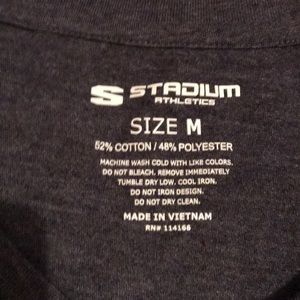 S STADIUM
ATHLETICS
SIZE M
52% COTTON / 48% POLYESTER
MACHINE WASH COLD WITH LIKE COLORS.
DO NOT BLEACH. REMOVE IMMEDIATELY
TUMBLE DRY LOW. COOL IRON.
DO NOT IRON DESIGN.
DO NOT DRY CLEAN.
MADE IN VIETNAM
RN# 114166